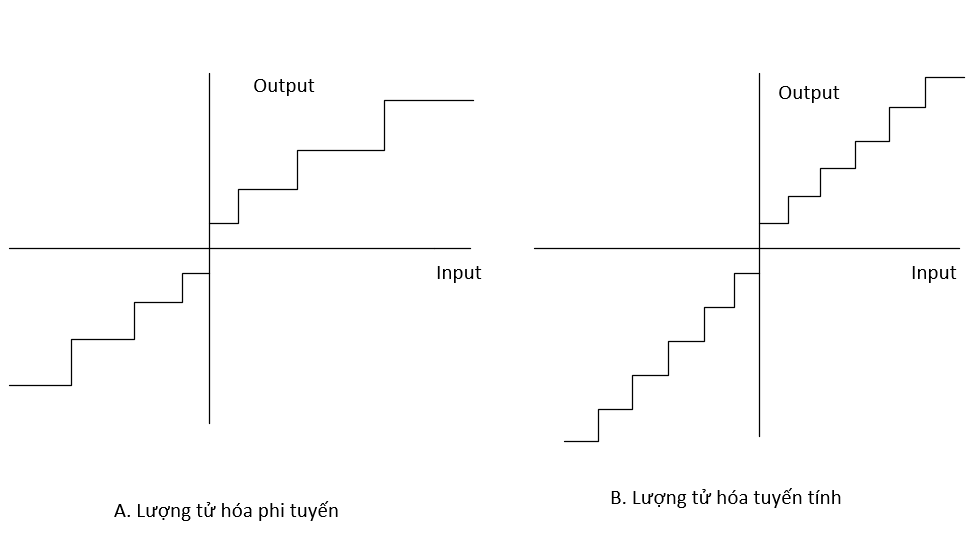 Output
Input
A. Lượng tử hóa phi tuyến
Output
Input
B. Lượng tử hóa tuyến tính